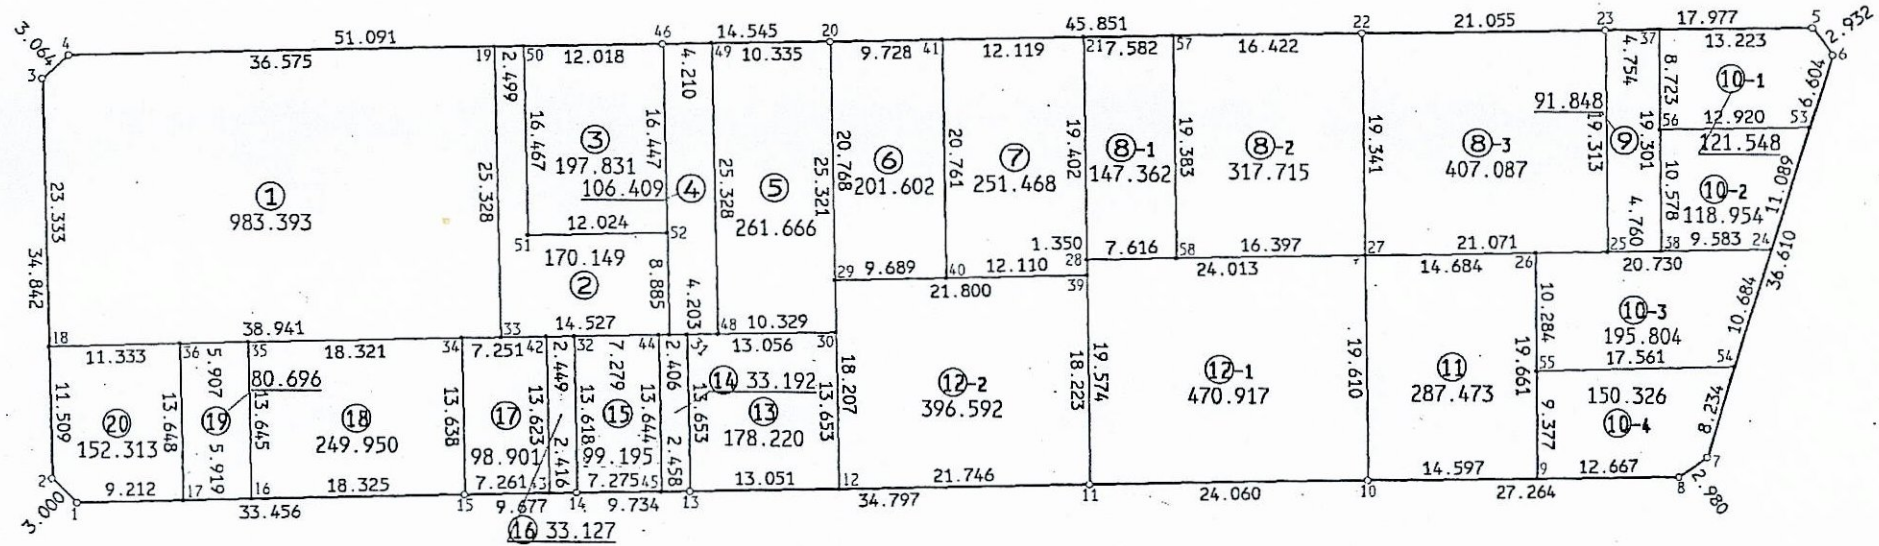 3.064 4 51.091 46 14.545 20 45.851 22 21.055 23 17.977 5 2.932
36.575 19 2.499 50 12.018 4.210 49 10.335 9.728 41 12.119 21 7.582 57 16.422 4.754 37 13.223 6
3 8.723 ⑩-1 6.604
91.848 56 12.920 53
③ 197.831 16.467 16.447 20.768 ⑥ 201.602 20.761 ⑦ 251.468 19.402 ⑧-1 147.362 19.383 ⑧-2 317.715 19.341 ⑧-3 407.087 19.313 ⑨ 19.301 121.548
106.409 ④ ⑤ 261.666 25.328 25.321
23.333 ① 983.393 25.328 10.578 ⑩-2 118.954 11.089
51 12.024 52 1.350 7.616 58 16.397 27 21.071 4.760 25 38 9.583 24
34.842 170.149 ② 8.885 4.203 29 9.689 40 12.110 28 24.013 14.684 26 20.730 36.610
21.800 39 10.284 ⑩-3 195.804 10.684
18 38.941 33 14.527 48 10.329
11.333 36 5.907 35 18.321 34 7.251 42 2.449 32 7.279 44 2.406 31 13.056 30
55 17.561 54
80.696 ⑭ 33.192
11.509 ⑳ 152.313 13.648 ⑲ 13.645 ⑱ 249.950 13.638 ⑰ 98.901 13.623 13.618 ⑮ 99.195 13.644 13.653 ⑬ 178.220 13.653 18.207 ⑫-2 396.592 18.223 19.574 ⑫-1 470.917 19.610 ⑪ 287.473 19.661 9.377 150.326 ⑩-4 8.234
2 9.212 17 5.919 16 18.325 7.261 43 2.416 7.275 45 2.458 13.051 12 21.746 14.597 9 12.667 7
3.000 1 33.456 15 9.677 14 9.734 13 34.797 11 24.060 10 27.264 8 2.980
⑯ 33.127